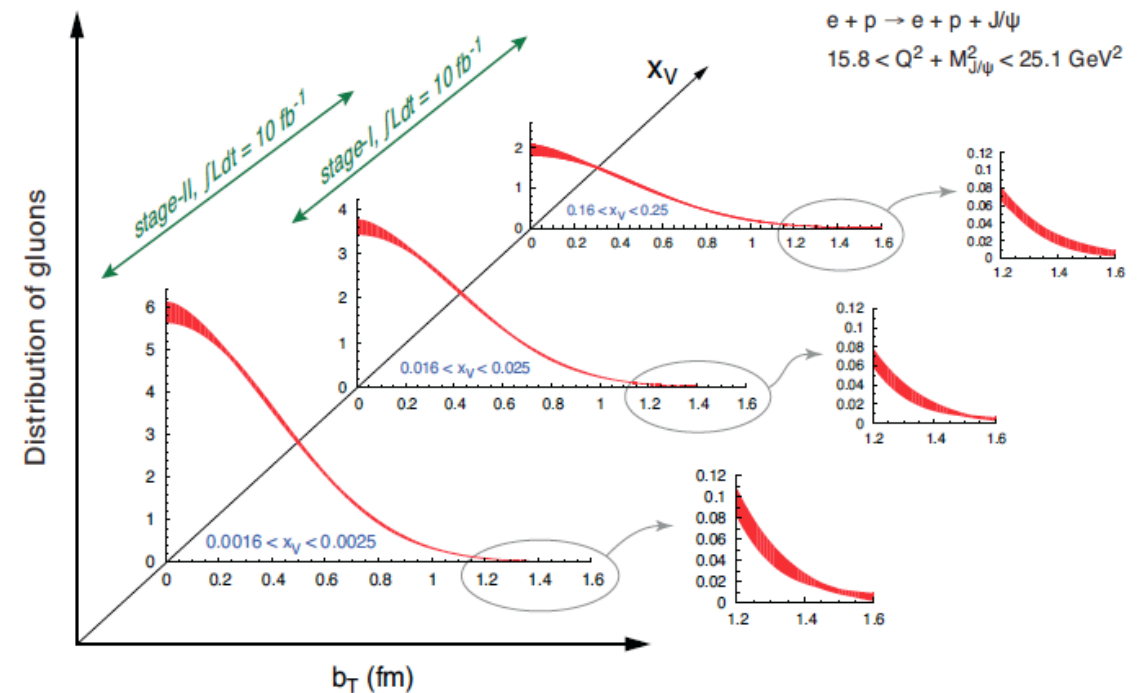 e + p → e + p + J/ψ
15.8 < Q² + M²J/ψ < 25.1 GeV²
stage-II, ∫Ldt = 10 fb⁻¹
stage-I, ∫Ldt = 10 fb⁻¹
xV
Distribution of gluons
2
1
0
0.16 < xV < 0.25
0 0.2 0.4 0.6 0.8 1 1.2 1.4 1.6
0.12
0.1
0.08
0.06
0.04
0.02
0
1.2 1.4 1.6
4
3
2
1
0
0.016 < xV < 0.025
0 0.2 0.4 0.6 0.8 1 1.2 1.4 1.6
0.12
0.1
0.08
0.06
0.04
0.02
0
1.2 1.4 1.6
6
5
4
3
2
1
0
0.0016 < xV < 0.0025
0 0.2 0.4 0.6 0.8 1 1.2 1.4 1.6
0.12
0.1
0.08
0.06
0.04
0.02
0
1.2 1.4 1.6
bT (fm)